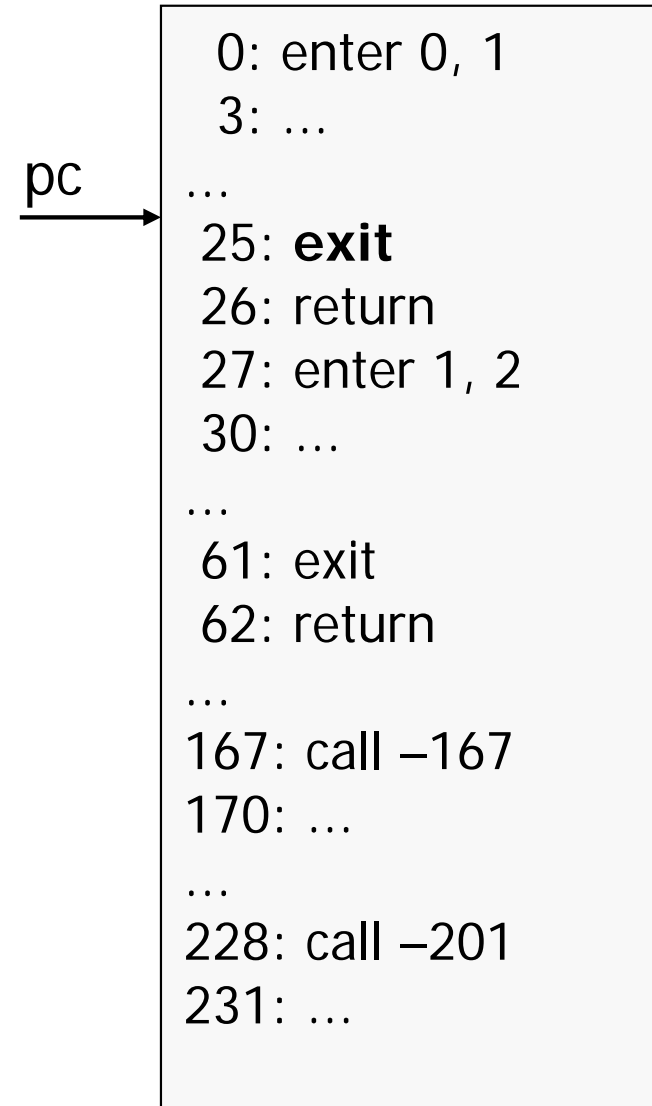 0: enter 0, 1
3: ...
pc
...
25: exit
26: return
27: enter 1, 2
30: ...
...
61: exit
62: return
...
167: call –167
170: ...
...
228: call –201
231: ...